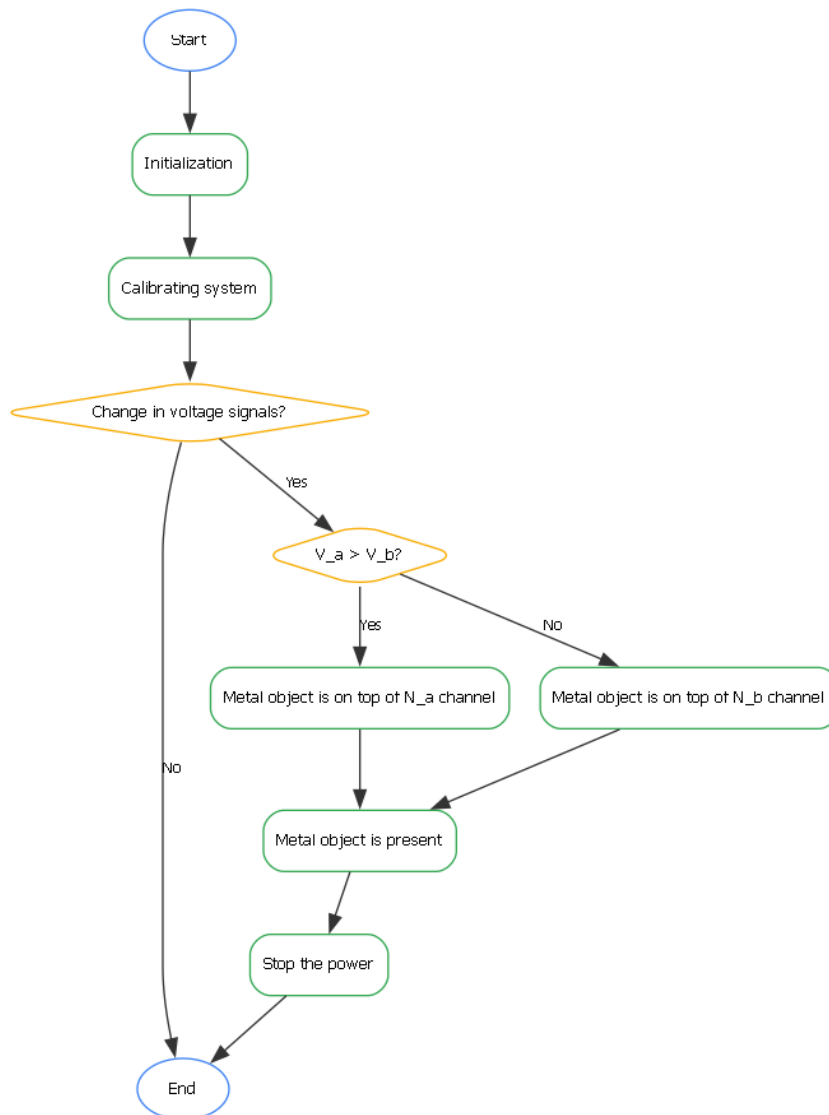 Start
Initialization
Calibrating system
Change in voltage signals?
Yes
V_a > V_b?
Yes
No
Metal object is on top of N_a channel
Metal object is on top of N_b channel
No
Metal object is present
Stop the power
End